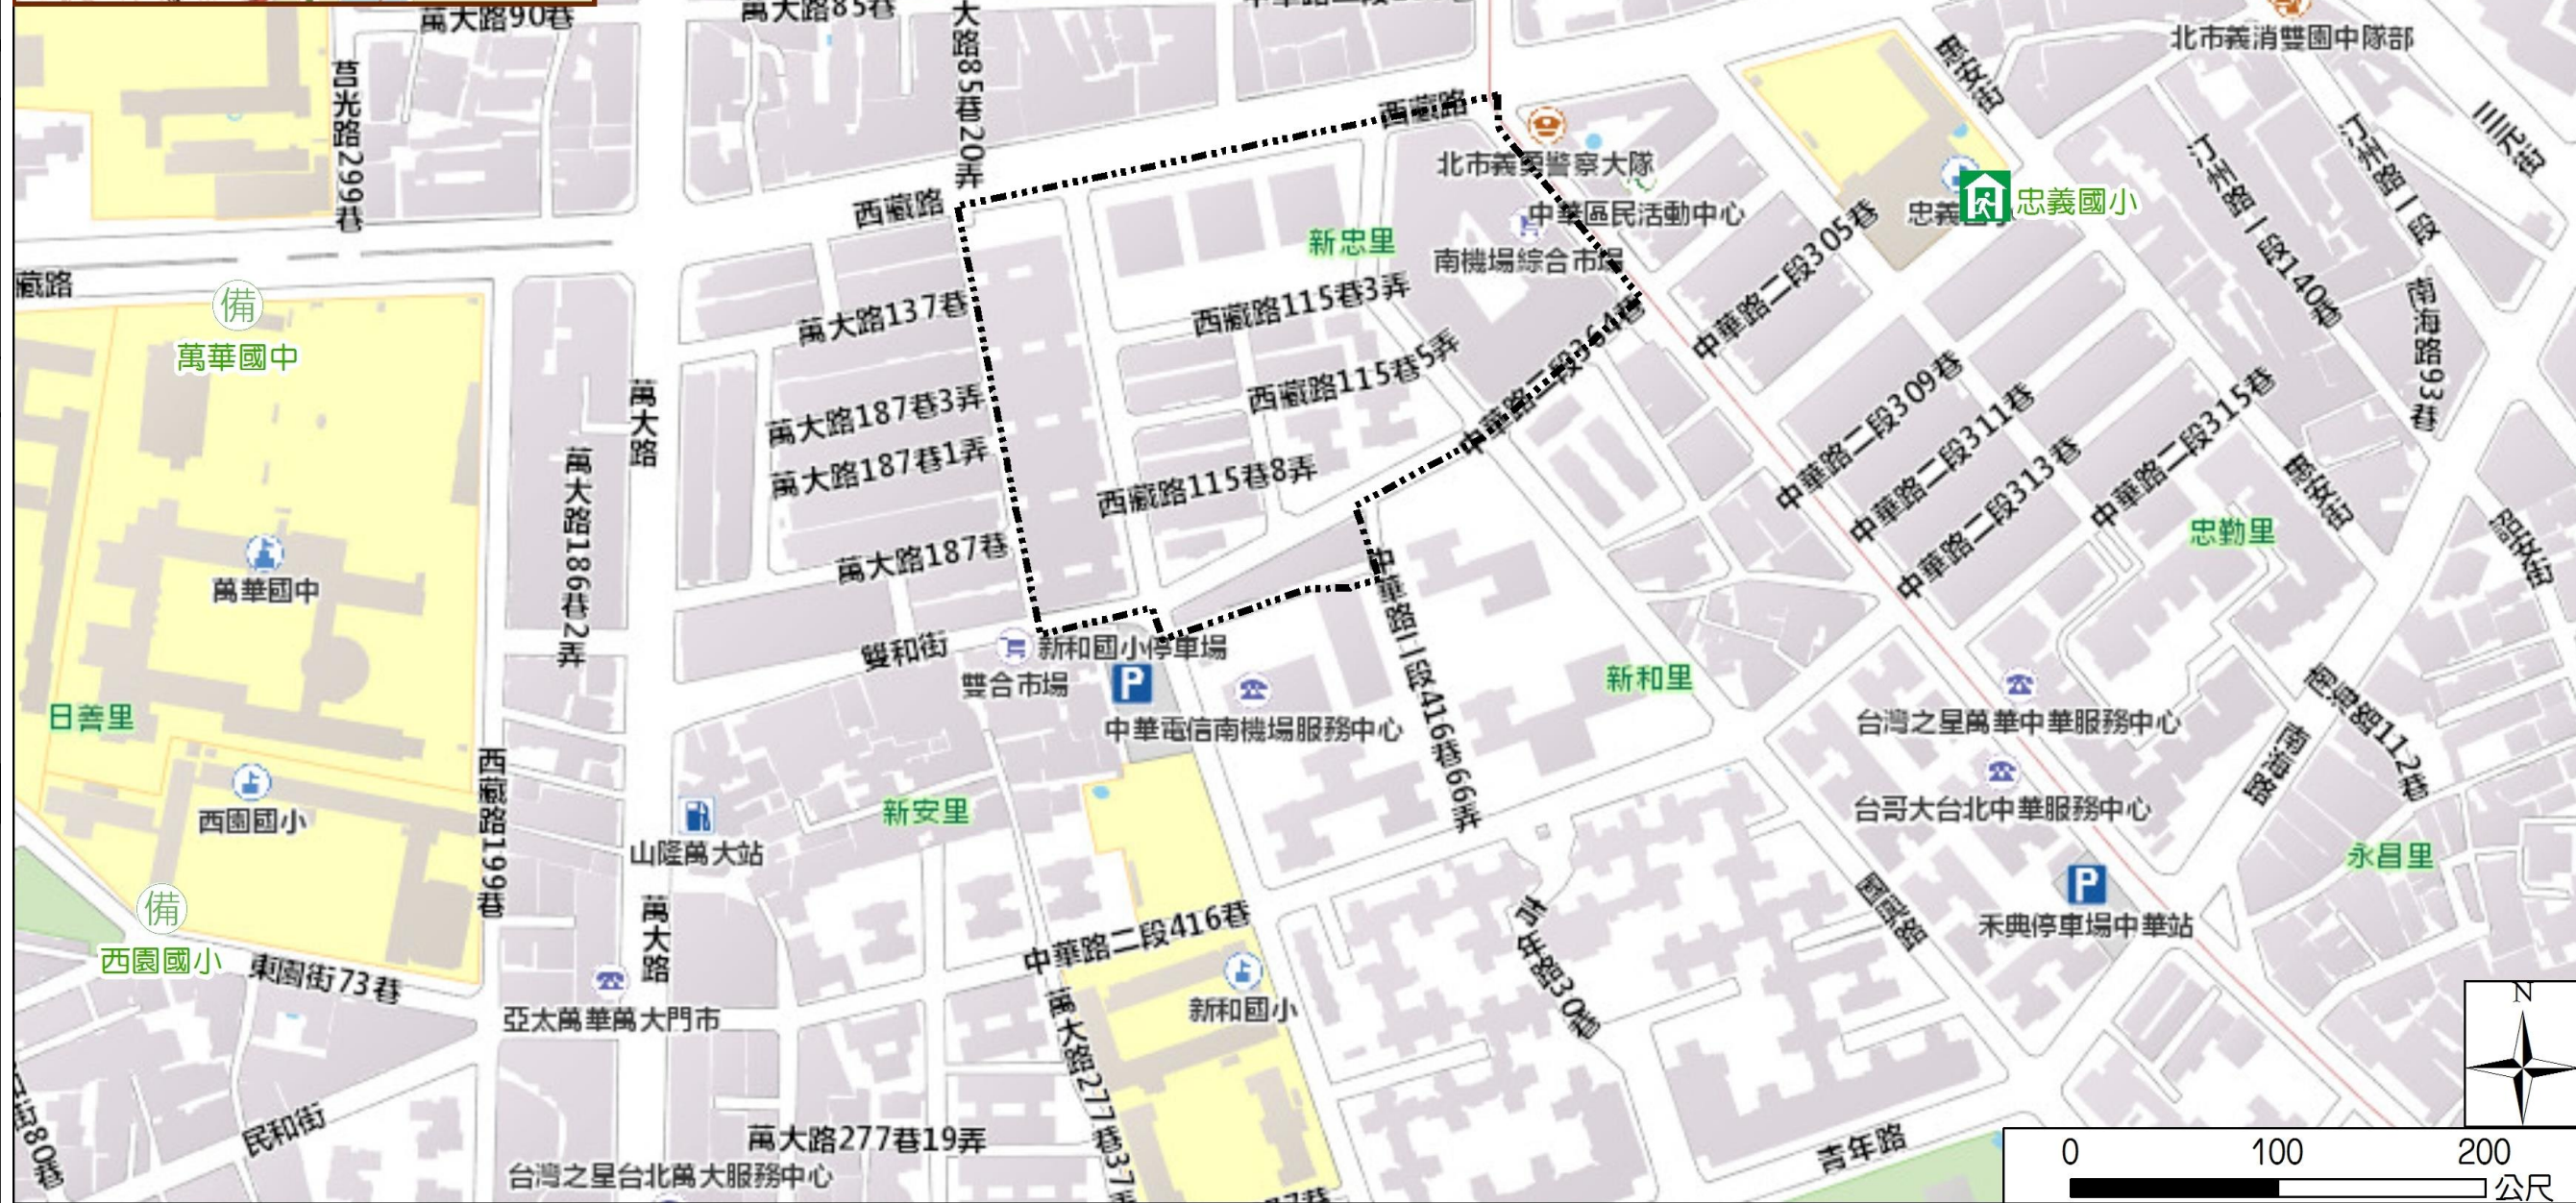 萬大路90巷
萬大路85巷
大路85巷20弄
北市義消雙園中隊部
莒光路299巷
惠安街
三元街
汀州路一段
汀州路一段140巷
西藏路
北市義勇警察大隊
中華區民活動中心
忠義國小
西藏路
新忠里
南機場綜合市場
中華路二段305巷
藏路
備
萬華國中
萬大路137巷
西藏路115巷3弄
中華路二段364巷
南海路93巷
萬大路
萬大路187巷3弄
西藏路115巷5弄
中華路二段309巷
中華路二段311巷
中華路二段313巷
中華路二段315巷
萬大路187巷1弄
西藏路115巷8弄
惠安街
忠勤里
詔安街
萬大路186巷2弄
萬華國中
萬大路187巷
中華路二段416巷66弄
雙和街
新和國小停車場
雙合市場
P
中華電信南機場服務中心
新和里
日善里
台灣之星萬華中華服務中心
南海路
西藏路199巷
西園國小
新安里
山隆萬大站
台哥大台北中華服務中心
永昌里
P
禾典停車場中華站
國興路
備
西園國小
東園街73巷
萬大路
中華路二段416巷
青年路30巷
亞太萬華萬大門市
新和國小
萬大路277巷37弄
民和街
街80巷
萬大路277巷19弄
台灣之星台北萬大服務中心
青年路
N
0 100 200
公尺